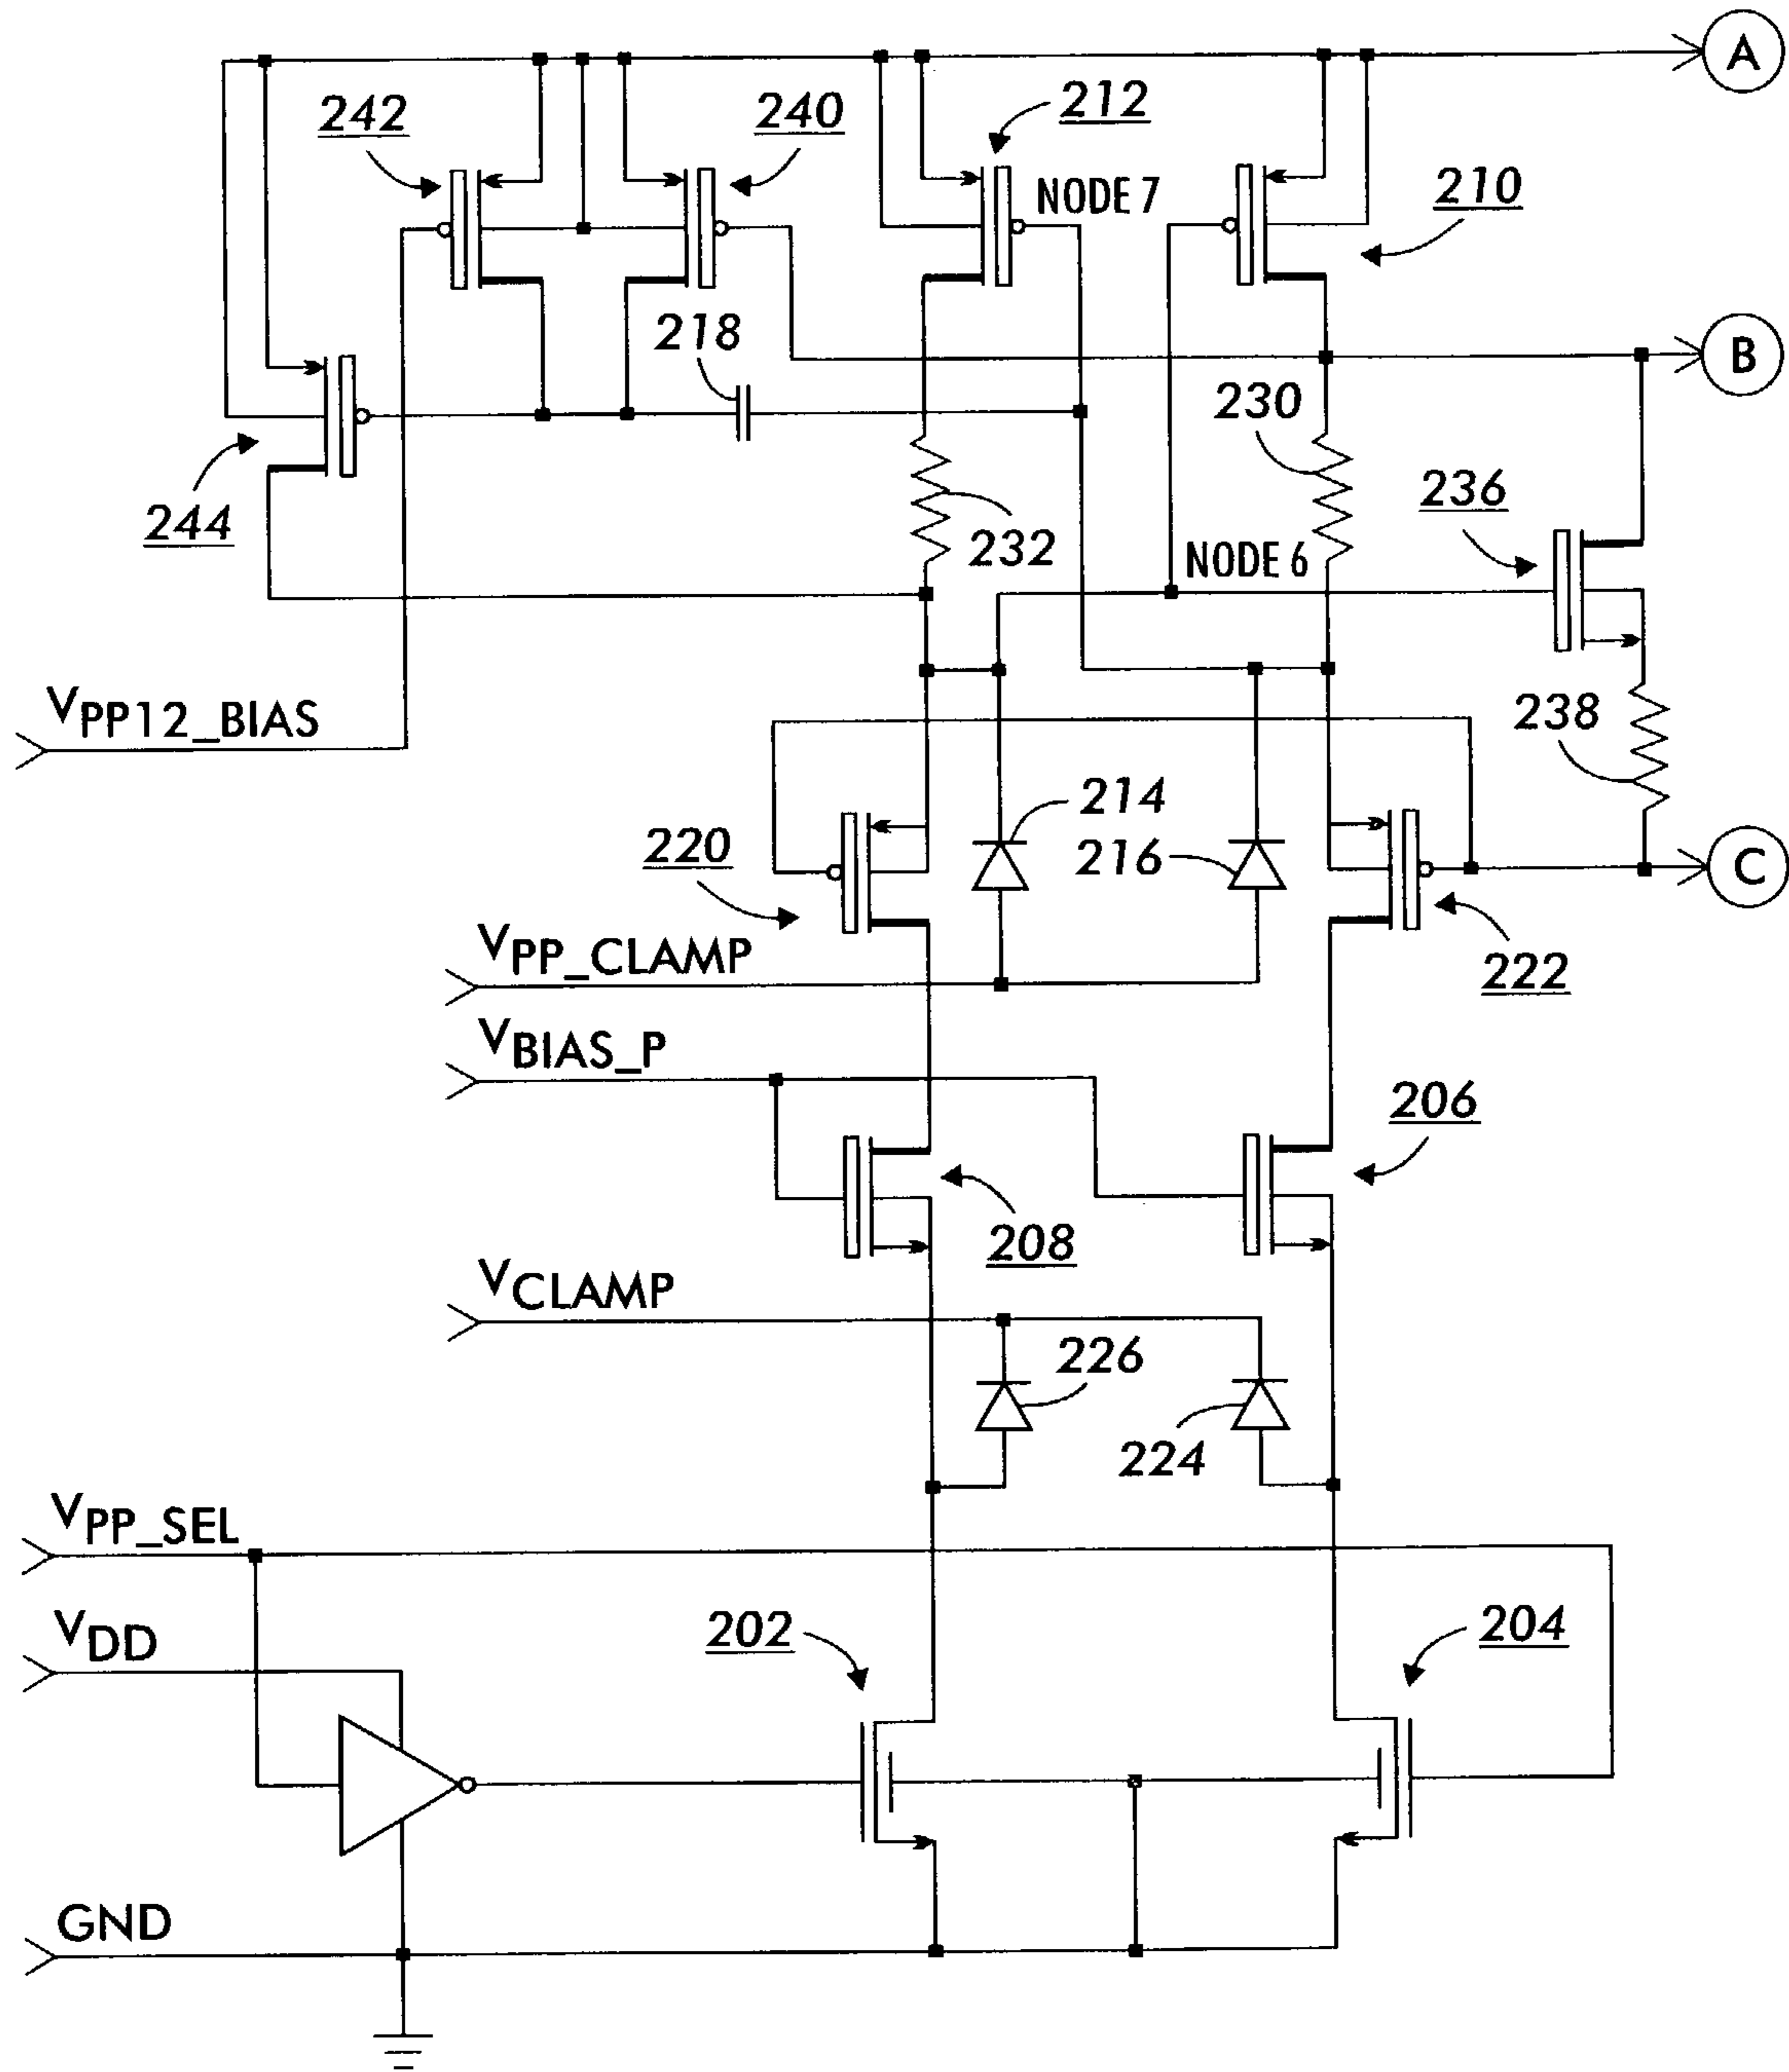 A
242
240
212
NODE 7
210
218
B
230
236
244
232
NODE 6
VPP12_BIAS
238
214
216
220
C
VPP_CLAMP
222
VBIAS_P
206
208
VCLAMP
226
224
VPP_SEL
VDD
202
204
GND